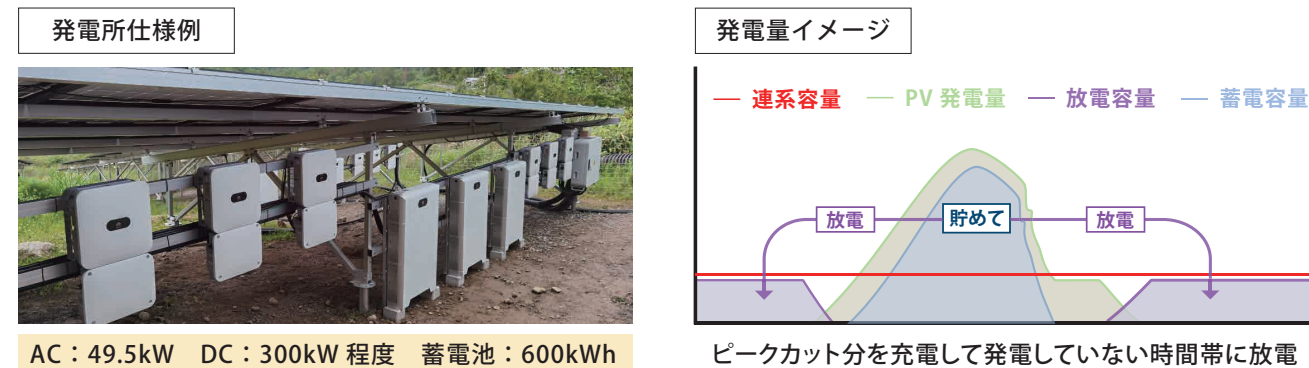 発電所仕様例
AC：49.5kW　DC：300kW 程度　蓄電池：600kWh
発電量イメージ
連系容量　PV 発電量　放電容量　蓄電容量
放電　貯めて　放電
ピークカット分を充電して発電していない時間帯に放電